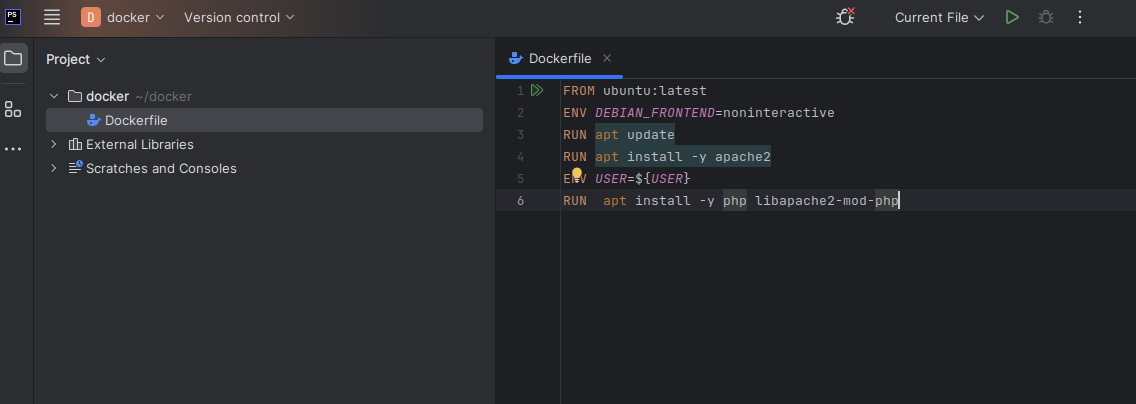 PS
D docker Version control Current File
Project
Dockerfile
docker ~/docker
Dockerfile
External Libraries
Scratches and Consoles
1 FROM ubuntu:latest
2 ENV DEBIAN_FRONTEND=noninteractive
3 RUN apt update
4 RUN apt install -y apache2
5 ENV USER=${USER}
6 RUN  apt install -y php libapache2-mod-php